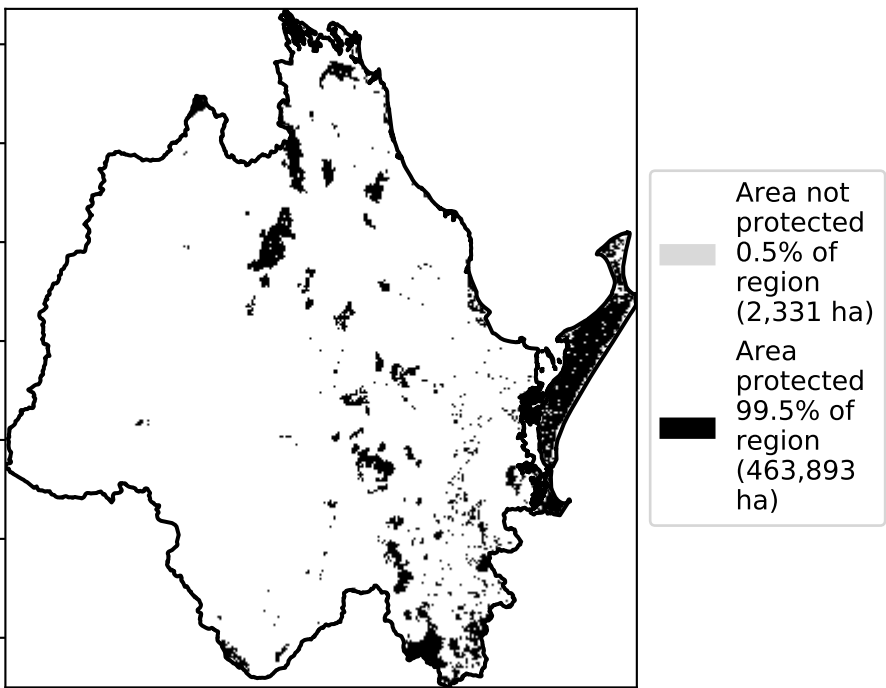 Area not
protected
0.5% of
region
(2,331 ha)
Area
protected
99.5% of
region
(463,893
ha)